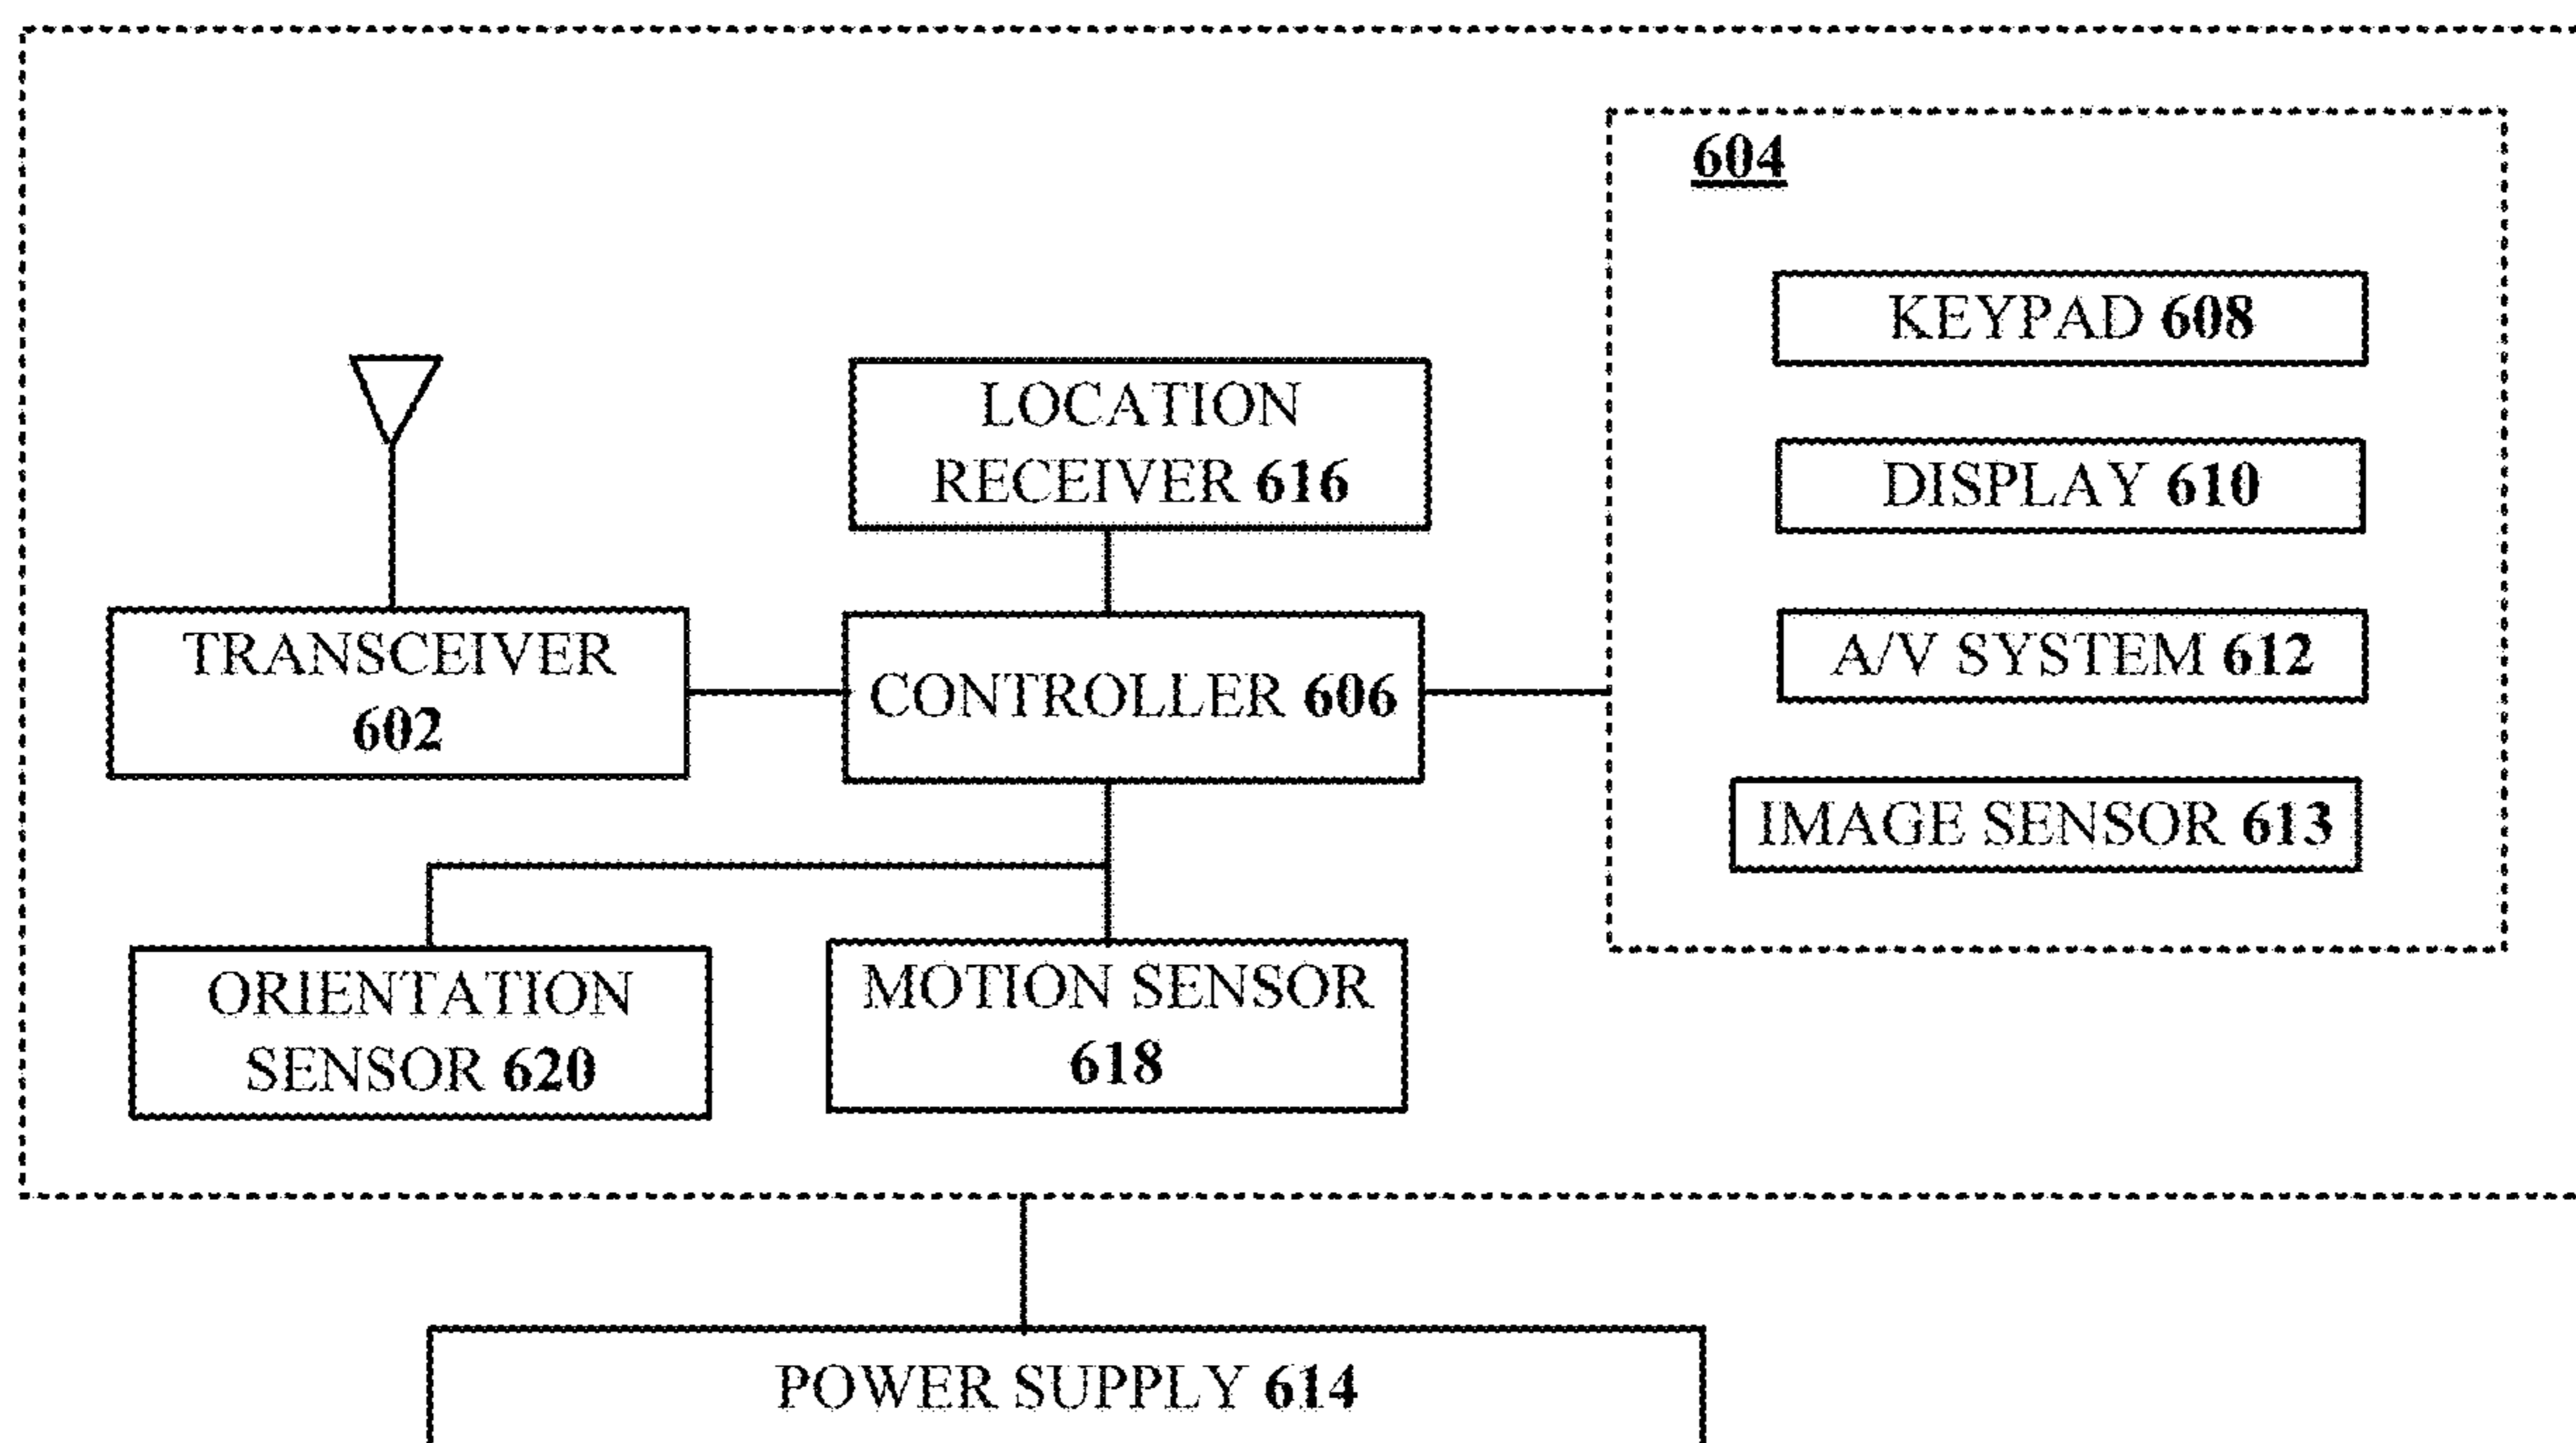 604
KEYPAD 608
DISPLAY 610
A/V SYSTEM 612
IMAGE SENSOR 613
LOCATION
RECEIVER 616
TRANSCEIVER
602
CONTROLLER 606
ORIENTATION
SENSOR 620
MOTION SENSOR
618
POWER SUPPLY 614